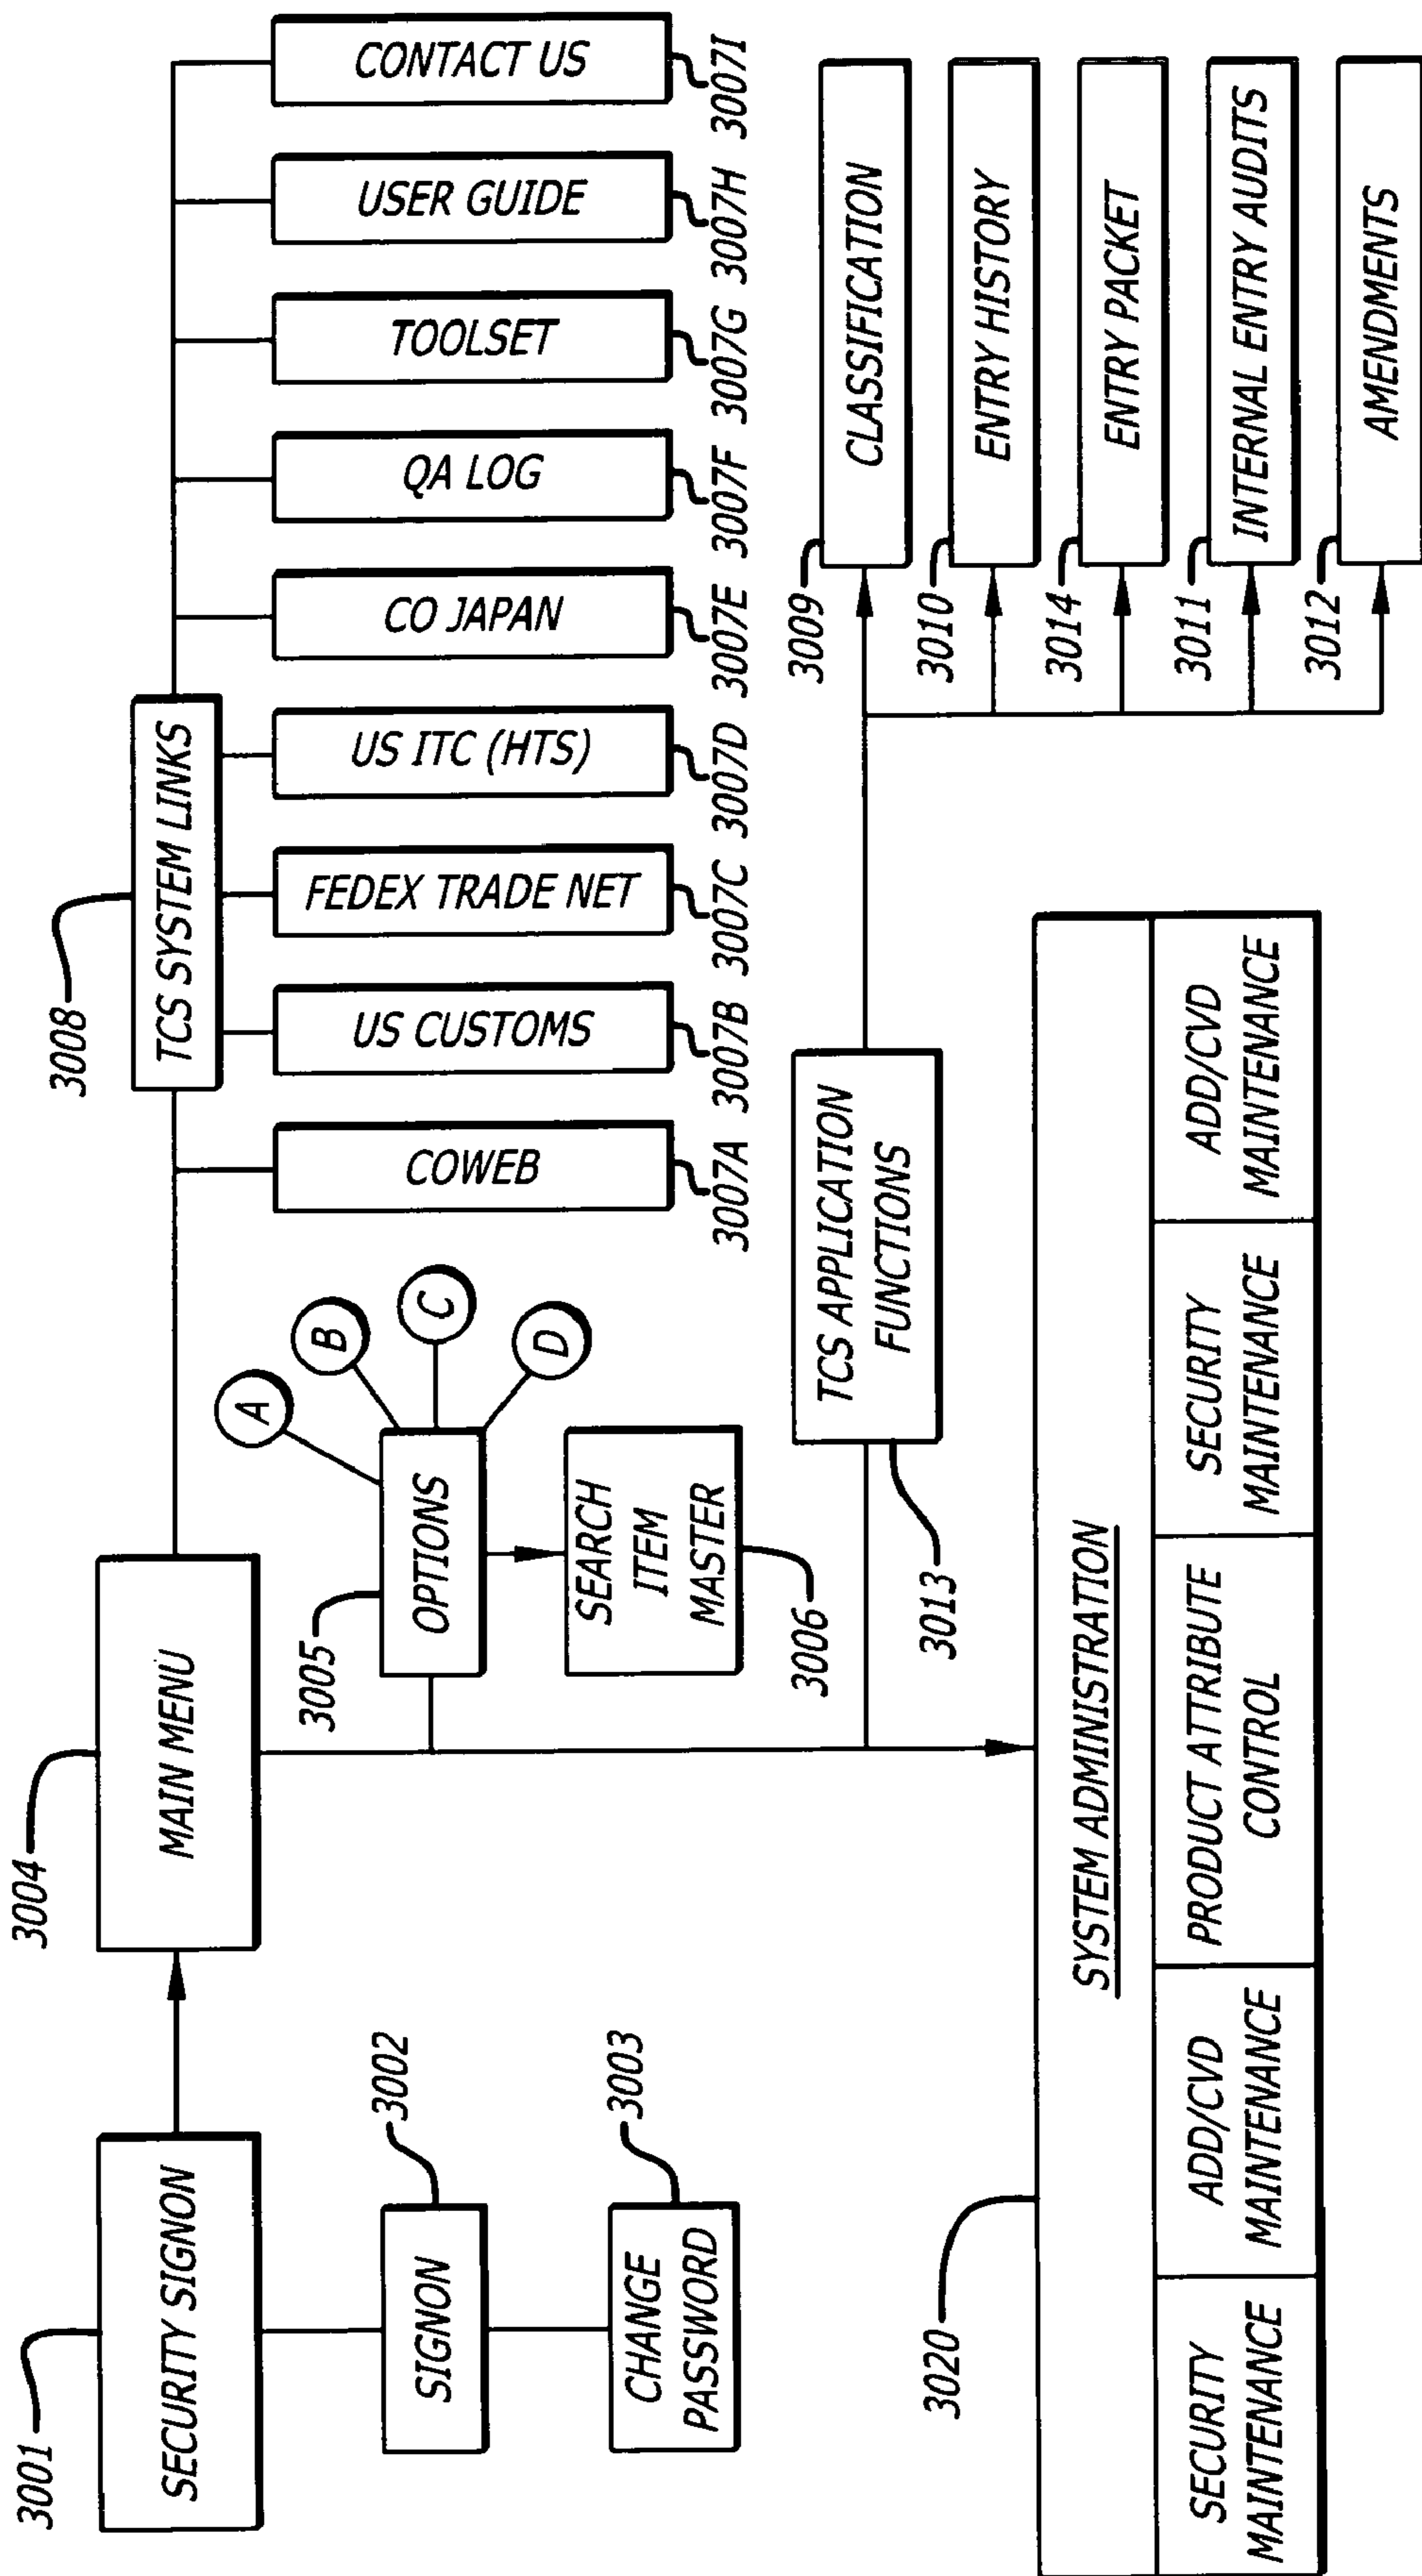 3001
SECURITY SIGNON
3002
SIGNON
3003
CHANGE
PASSWORD
3004
MAIN MENU
3005
OPTIONS
A
B
C
D
SEARCH
ITEM
MASTER
3006
3008
TCS SYSTEM LINKS
COWEB
US CUSTOMS
FEDEX TRADE NET
US ITC (HTS)
CO JAPAN
QA LOG
TOOLSET
USER GUIDE
CONTACT US
3007A
3007B
3007C
3007D
3007E
3007F
3007G
3007H
3007I
TCS APPLICATION
FUNCTIONS
3013
3009
CLASSIFICATION
3010
ENTRY HISTORY
3014
ENTRY PACKET
3011
INTERNAL ENTRY AUDITS
3012
AMENDMENTS
3020
SYSTEM ADMINISTRATION
SECURITY
MAINTENANCE
ADD/CVD
MAINTENANCE
PRODUCT ATTRIBUTE
CONTROL
SECURITY
MAINTENANCE
ADD/CVD
MAINTENANCE